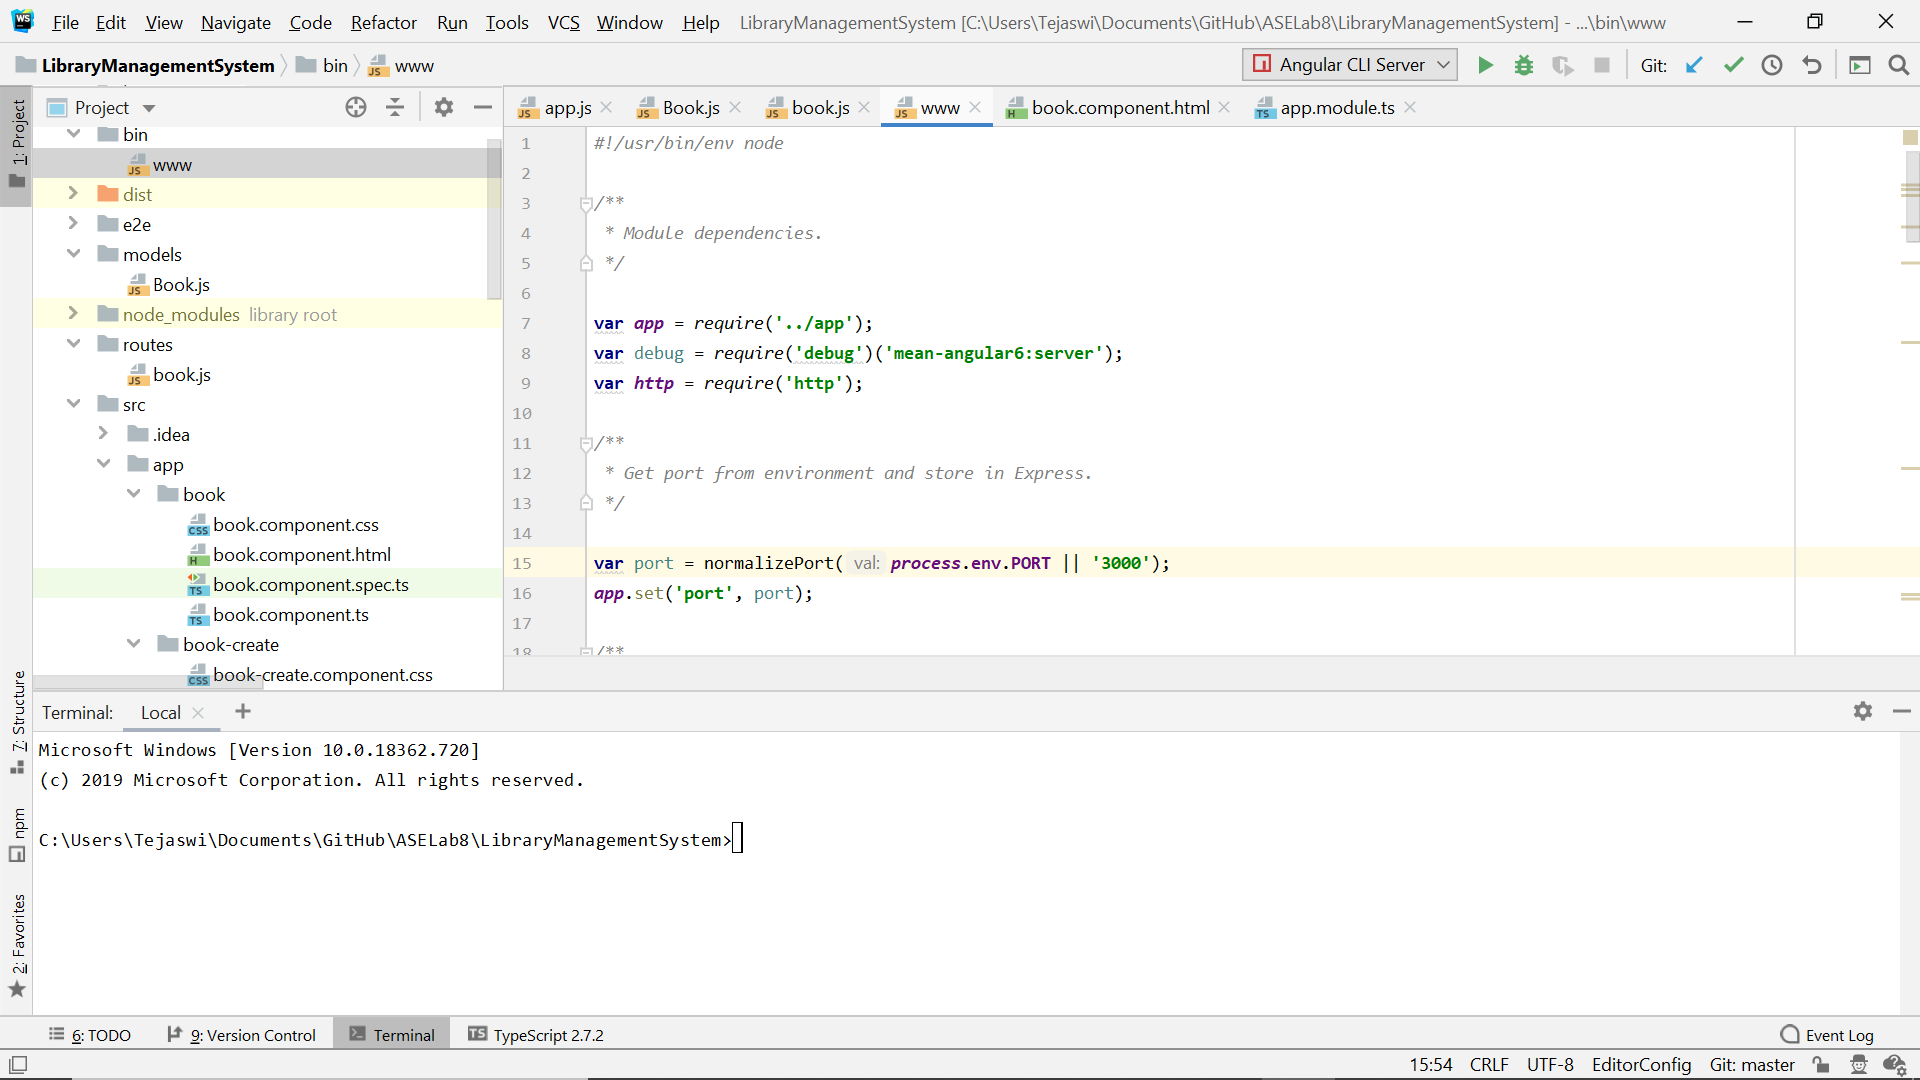 File Edit View Navigate Code Refactor Run Tools VCS Window Help LibraryManagementSystem [C:\Users\Tejaswi\Documents\GitHub\ASELab8\LibraryManagementSystem] - ...\bin\www
LibraryManagementSystem bin www Angular CLI Server Git:
1: Project
Project
bin
www
dist
e2e
models
Book.js
node_modules library root
routes
book.js
src
.idea
app
book
book.component.css
book.component.html
book.component.spec.ts
book.component.ts
book-create
book-create.component.css
app.js Book.js book.js www book.component.html app.module.ts
1 #!/usr/bin/env node
2
3 /**
4 * Module dependencies.
5 */
6
7 var app = require('../app');
8 var debug = require('debug')('mean-angular6:server');
9 var http = require('http');
10
11 /**
12 * Get port from environment and store in Express.
13 */
14
15 var port = normalizePort( val: process.env.PORT || '3000');
16 app.set('port', port);
17
18 /**
7: Structure
npm
2: Favorites
Terminal: Local
Microsoft Windows [Version 10.0.18362.720]
(c) 2019 Microsoft Corporation. All rights reserved.
C:\Users\Tejaswi\Documents\GitHub\ASELab8\LibraryManagementSystem>
6: TODO 9: Version Control Terminal TypeScript 2.7.2 Event Log
15:54 CRLF UTF-8 EditorConfig Git: master